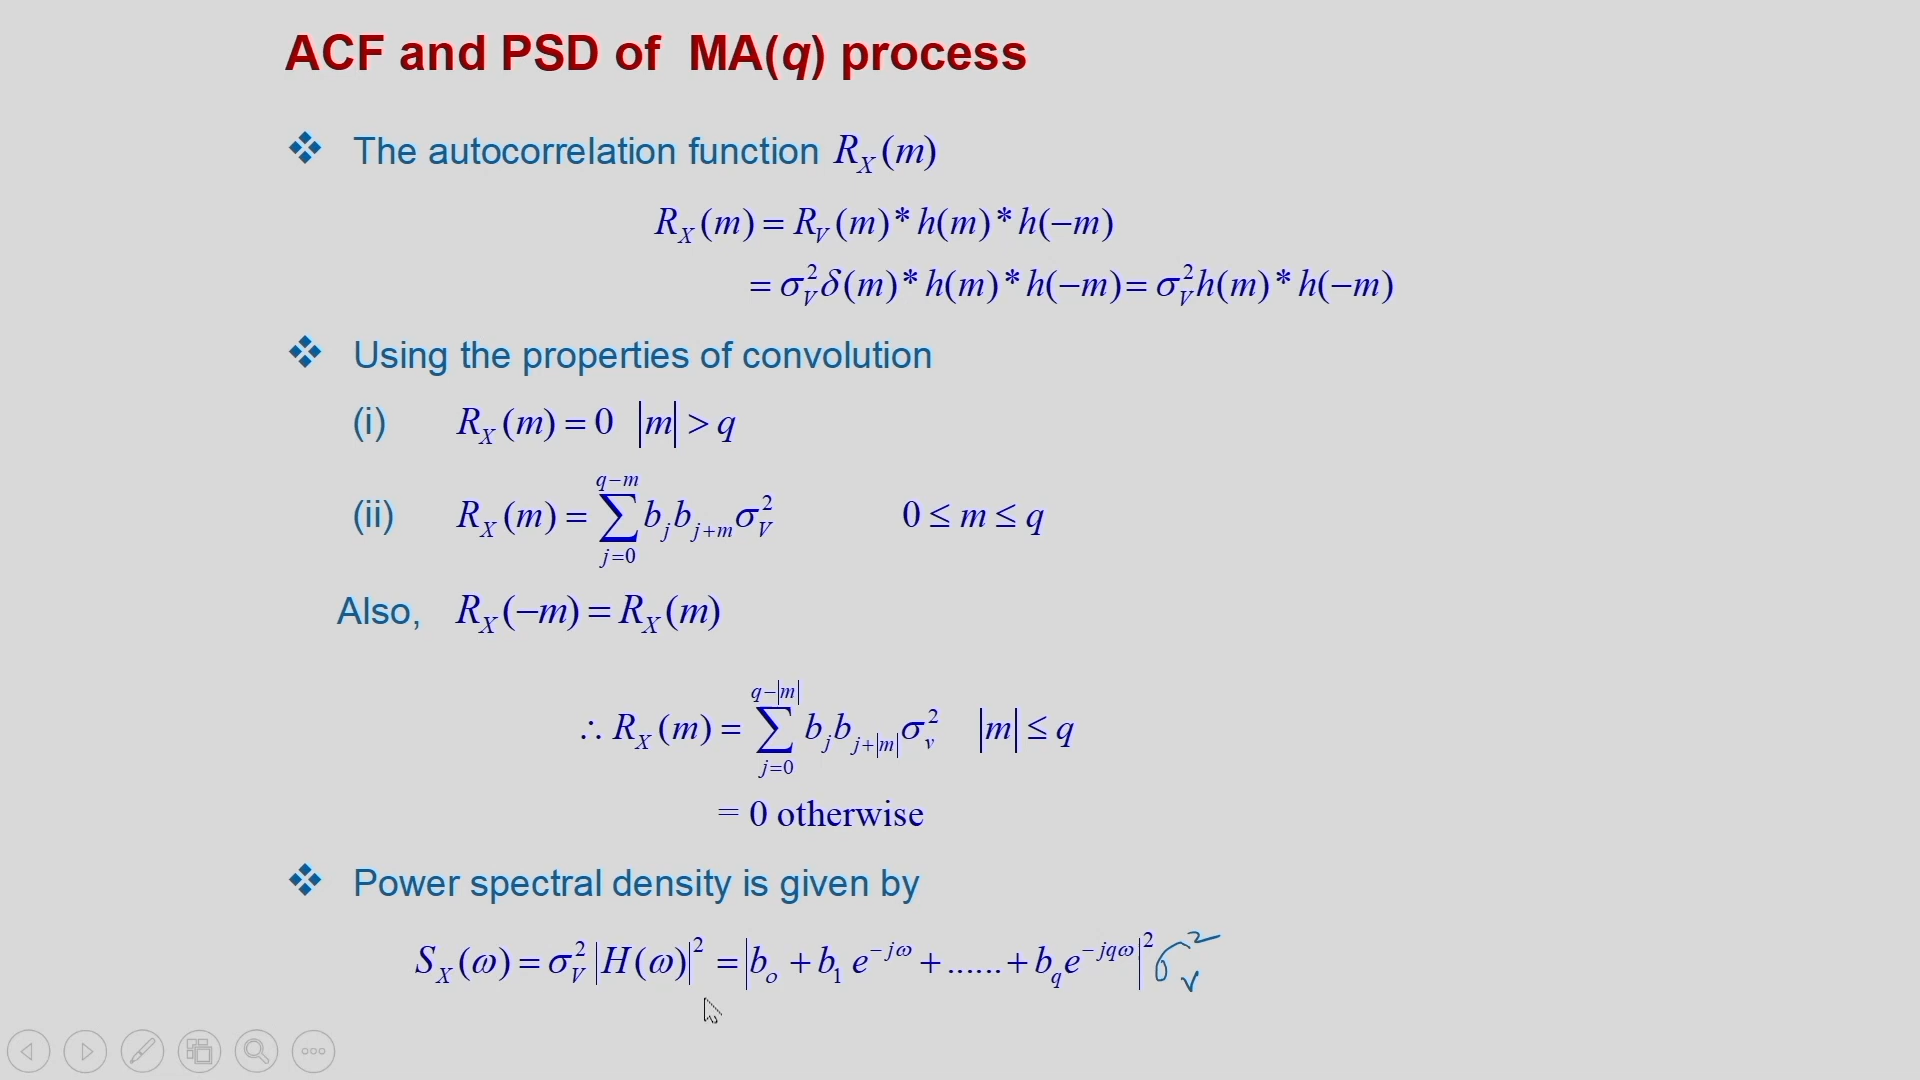 ACF and PSD of MA(q) process
❖ The autocorrelation function R_X(m)
R_X(m) = R_V(m) * h(m) * h(−m)
= σ_V^2 δ(m) * h(m) * h(−m) = σ_V^2 h(m) * h(−m)
❖ Using the properties of convolution
(i) R_X(m) = 0 |m| > q
(ii) R_X(m) = ∑_{j=0}^{q−m} b_j b_{j+m} σ_V^2 0 ≤ m ≤ q
Also, R_X(−m) = R_X(m)
∴ R_X(m) = ∑_{j=0}^{q−|m|} b_j b_{j+|m|} σ_v^2 |m| ≤ q
= 0 otherwise
❖ Power spectral density is given by
S_X(ω) = σ_V^2 |H(ω)|^2 = |b_o + b_1 e^{−jω} + ...... + b_q e^{−jqω}|^2 σ_v^2